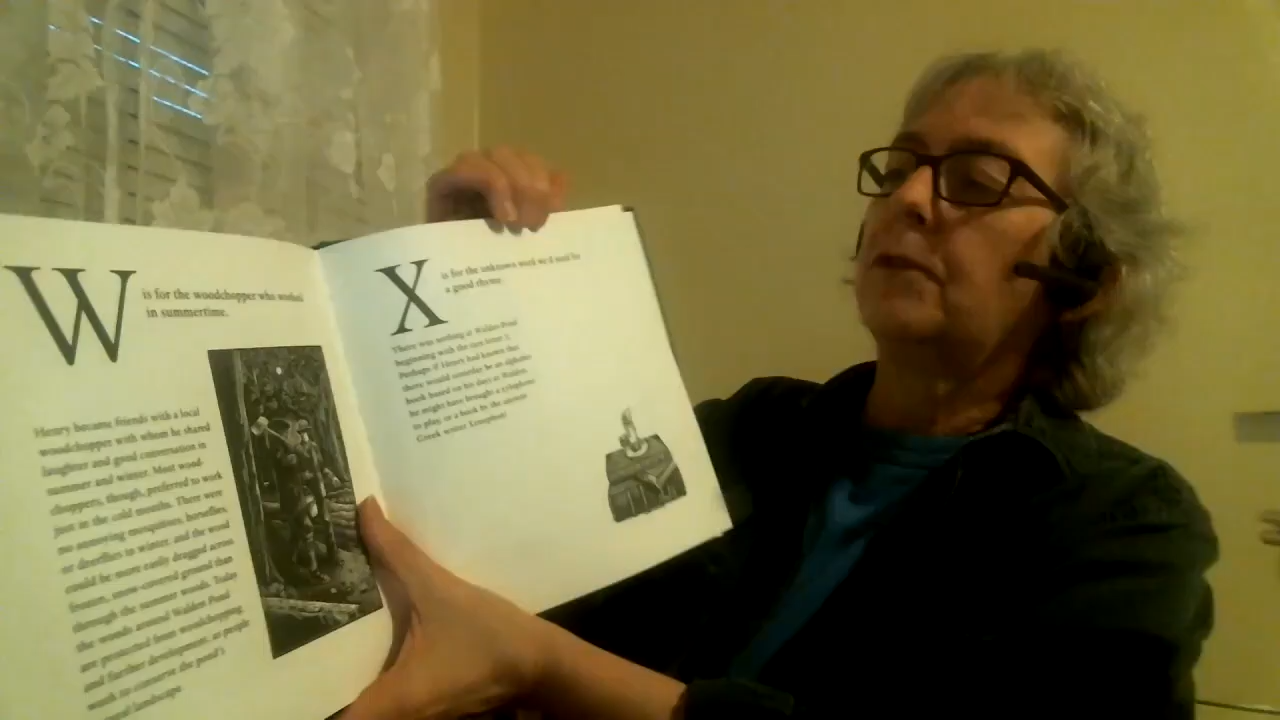 W is for the woodchopper who worked
in summertime.
Henry became friends with a local
woodchopper with whom he shared
laughter and good conversation in
summer and winter. Most wood-
choppers, though, preferred to work
just in the cold months. There were
no annoying mosquitoes, horseflies,
or deerflies in winter, and the wood
could be more easily dragged across
frozen, snow-covered ground than
through the summer woods. Today
the woods around Walden Pond
are protected from woodchopping
and further development, as people
wash to conserve the pond's
landscape.
X is for the unknown word we'd need for
a good rhyme.
There was nothing at Walden Pond
beginning with the rare letter X.
Perhaps if Henry had known that
there would someday be an alphabet
book based on his days at Walden,
he might have brought a xylophone
to play, or a book by the ancient
Greek writer Xenophon!